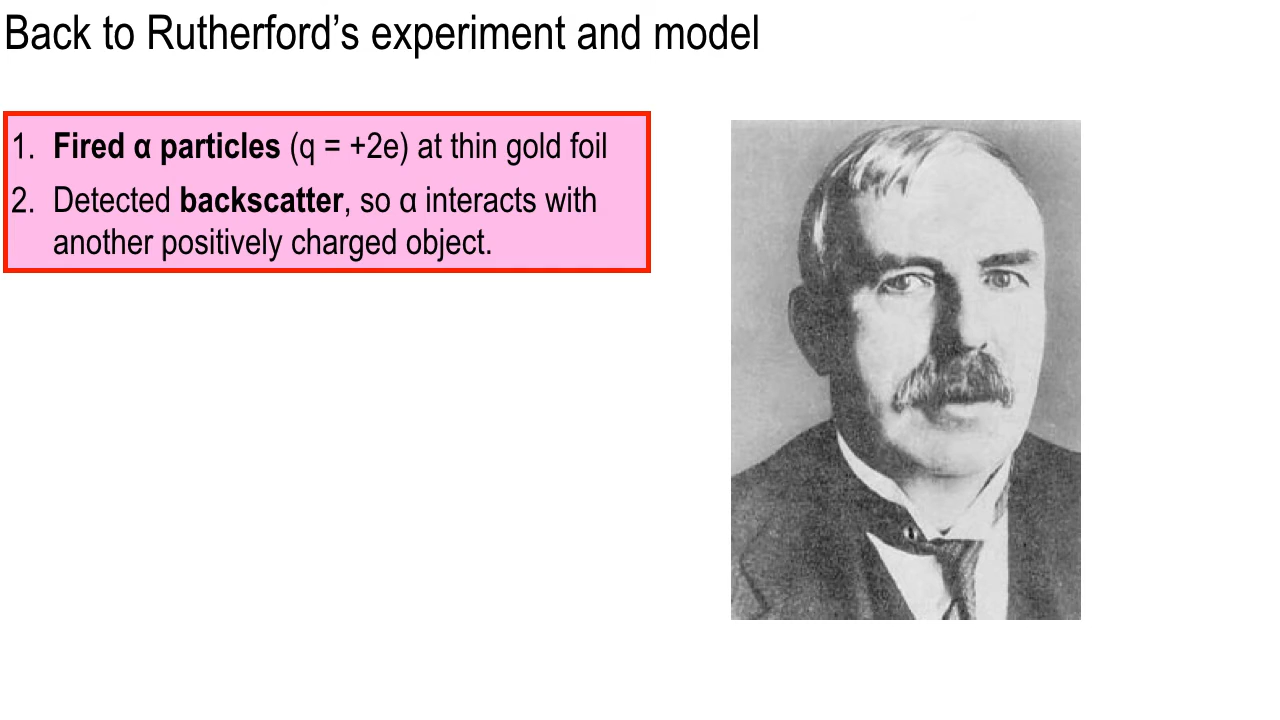 Back to Rutherford’s experiment and model
1. Fired α particles (q = +2e) at thin gold foil
2. Detected backscatter, so α interacts with
another positively charged object.